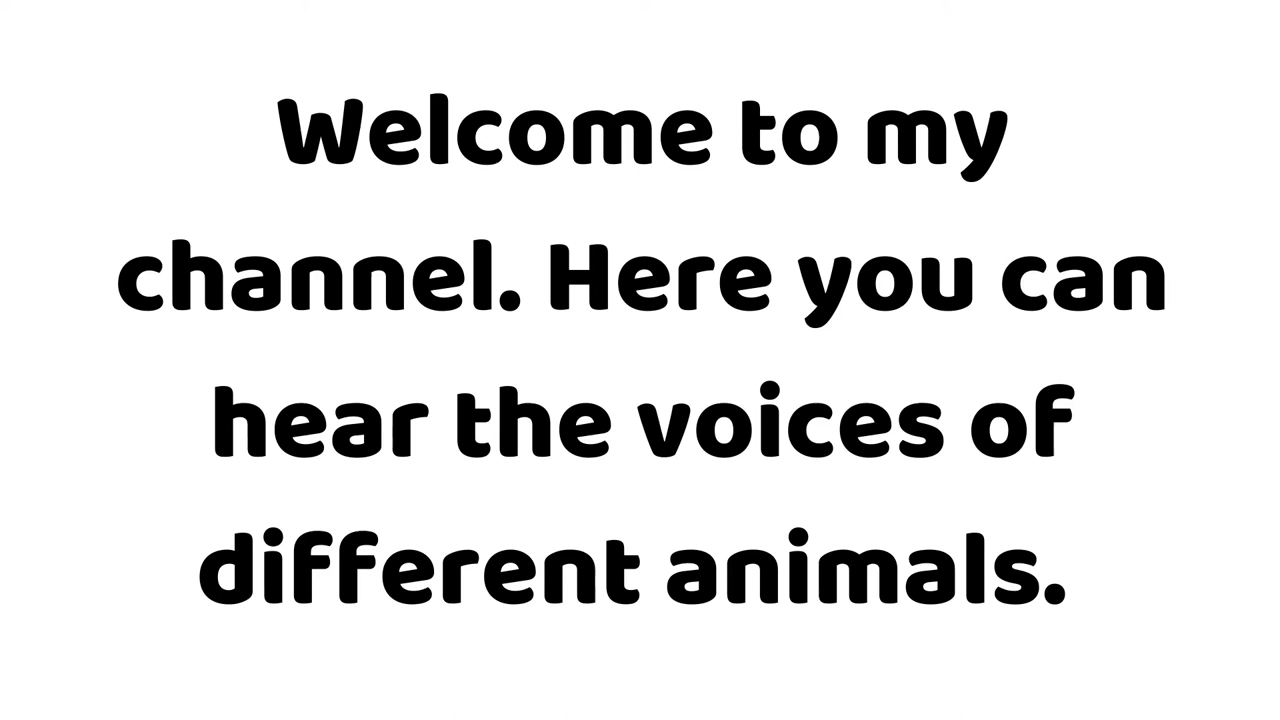 Welcome to my
channel. Here you can
hear the voices of
different animals.